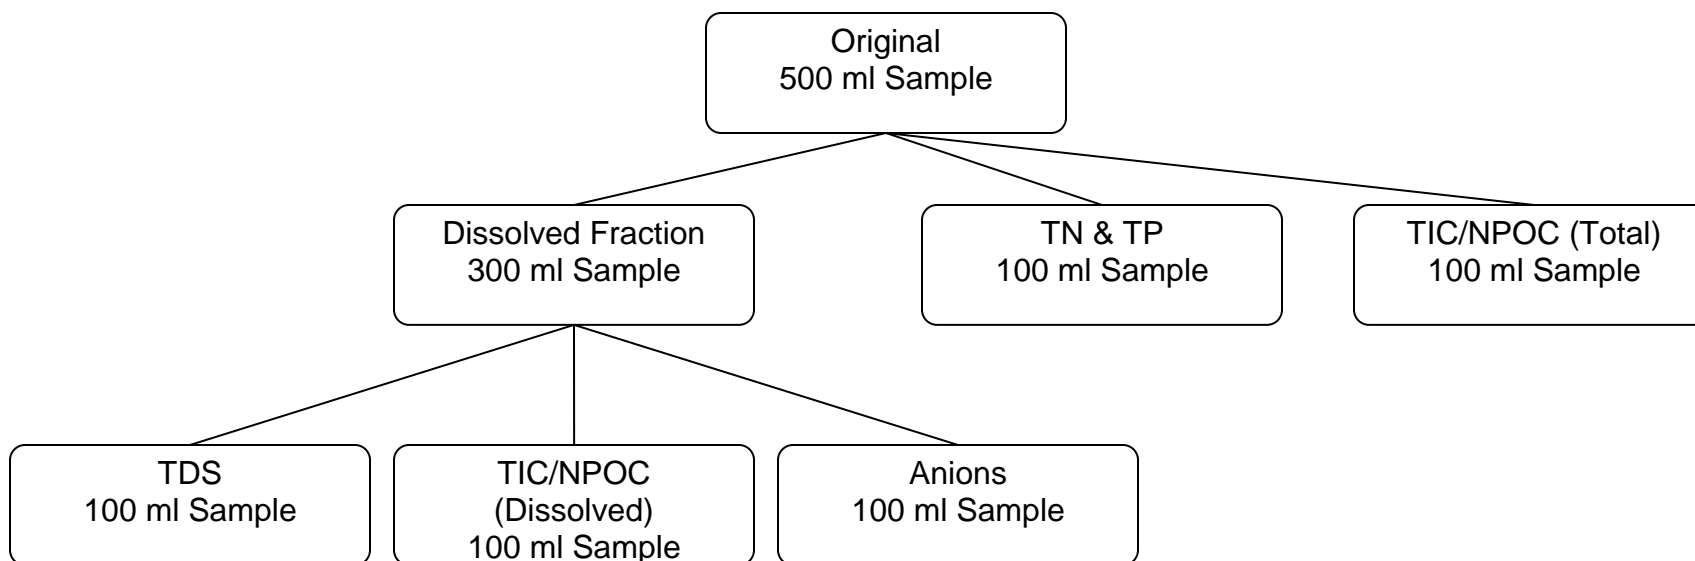 Original
500 ml Sample
Dissolved Fraction
300 ml Sample
TN & TP
100 ml Sample
TIC/NPOC (Total)
100 ml Sample
TDS
100 ml Sample
TIC/NPOC
(Dissolved)
100 ml Sample
Anions
100 ml Sample